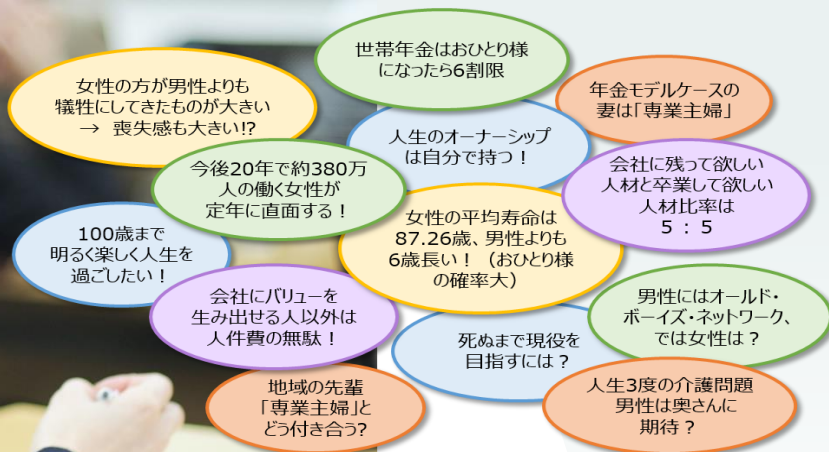 世帯年金はおひとり様
になったら6割限
女性の方が男性よりも
犠牲にしてきたものが大きい
→ 喪失感も大きい!?
年金モデルケースの
妻は「専業主婦」
人生のオーナーシップ
は自分で持つ！
今後20年で約380万
人の働く女性が
定年に直面する！
会社に残って欲しい
人材と卒業して欲しい
人材比率は
5 : 5
女性の平均寿命は
87.26歳、男性よりも
6歳長い！（おひとり様
の確率大）
100歳まで
明るく楽しく人生を
過ごしたい！
会社にバリューを
生み出せる人以外は
人件費の無駄！
男性にはオールド・
ボーイズ・ネットワーク、
では女性は？
死ぬまで現役を
目指すには？
地域の先輩
「専業主婦」と
どう付き合う?
人生3度の介護問題
男性は奥さんに
期待？